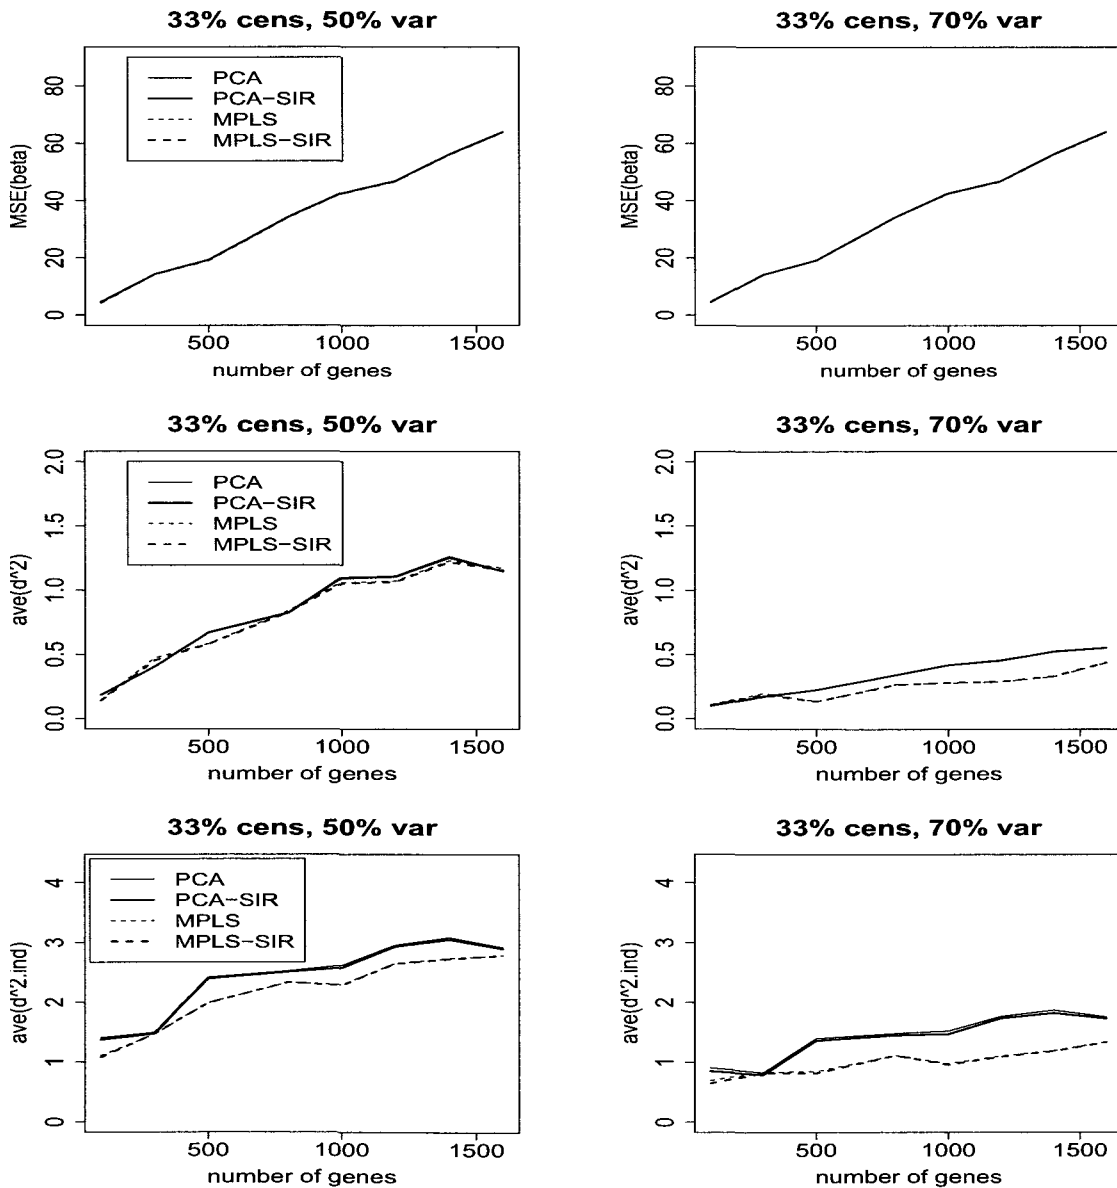 33% cens, 50% var
MSE(beta)
80
60
40
20
0
PCA
PCA-SIR
MPLS
MPLS-SIR
500 1000 1500
number of genes
33% cens, 70% var
MSE(beta)
80
60
40
20
0
500 1000 1500
number of genes
33% cens, 50% var
ave(d^2)
2.0
1.5
1.0
0.5
0.0
PCA
PCA-SIR
MPLS
MPLS-SIR
500 1000 1500
number of genes
33% cens, 70% var
ave(d^2)
2.0
1.5
1.0
0.5
0.0
500 1000 1500
number of genes
33% cens, 50% var
ave(d^2.ind)
4
3
2
1
0
PCA
PCA-SIR
MPLS
MPLS-SIR
500 1000 1500
number of genes
33% cens, 70% var
ave(d^2.ind)
4
3
2
1
0
500 1000 1500
number of genes